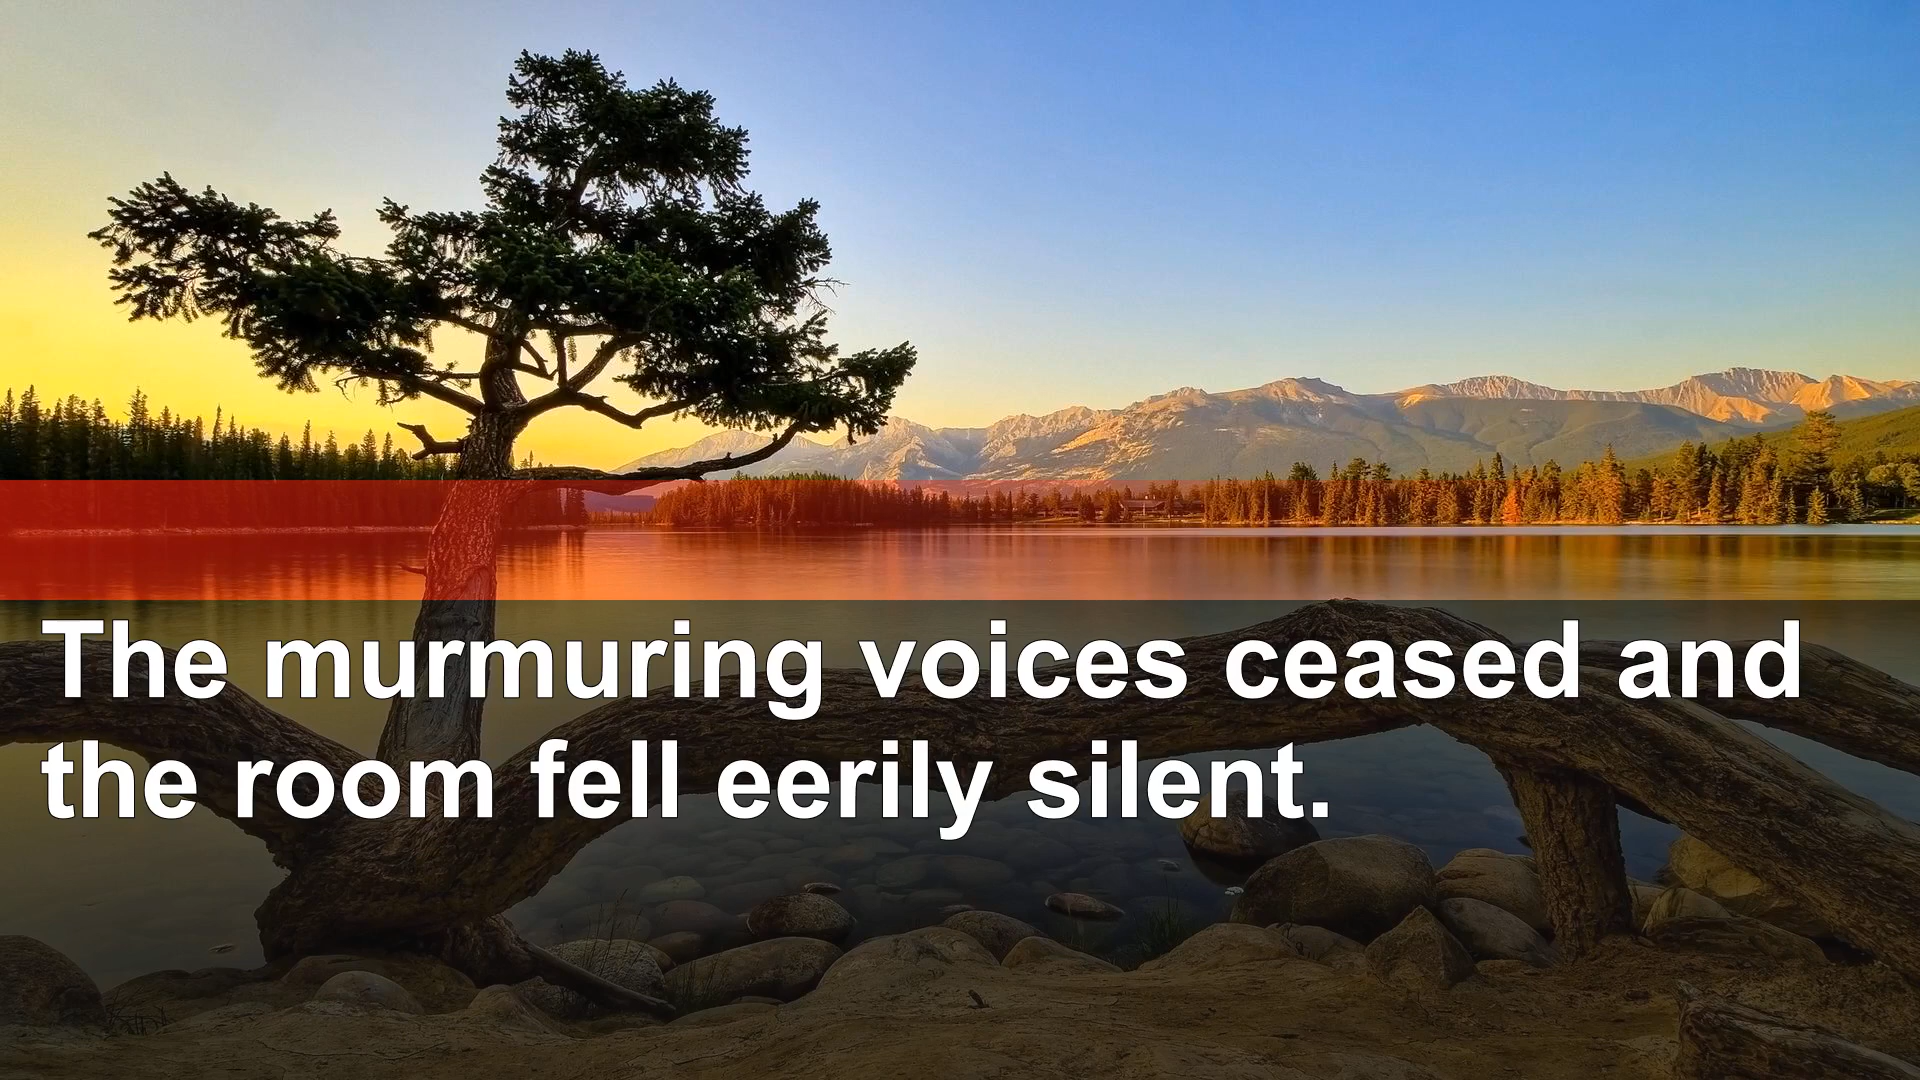 The murmuring voices ceased and
the room fell eerily silent.